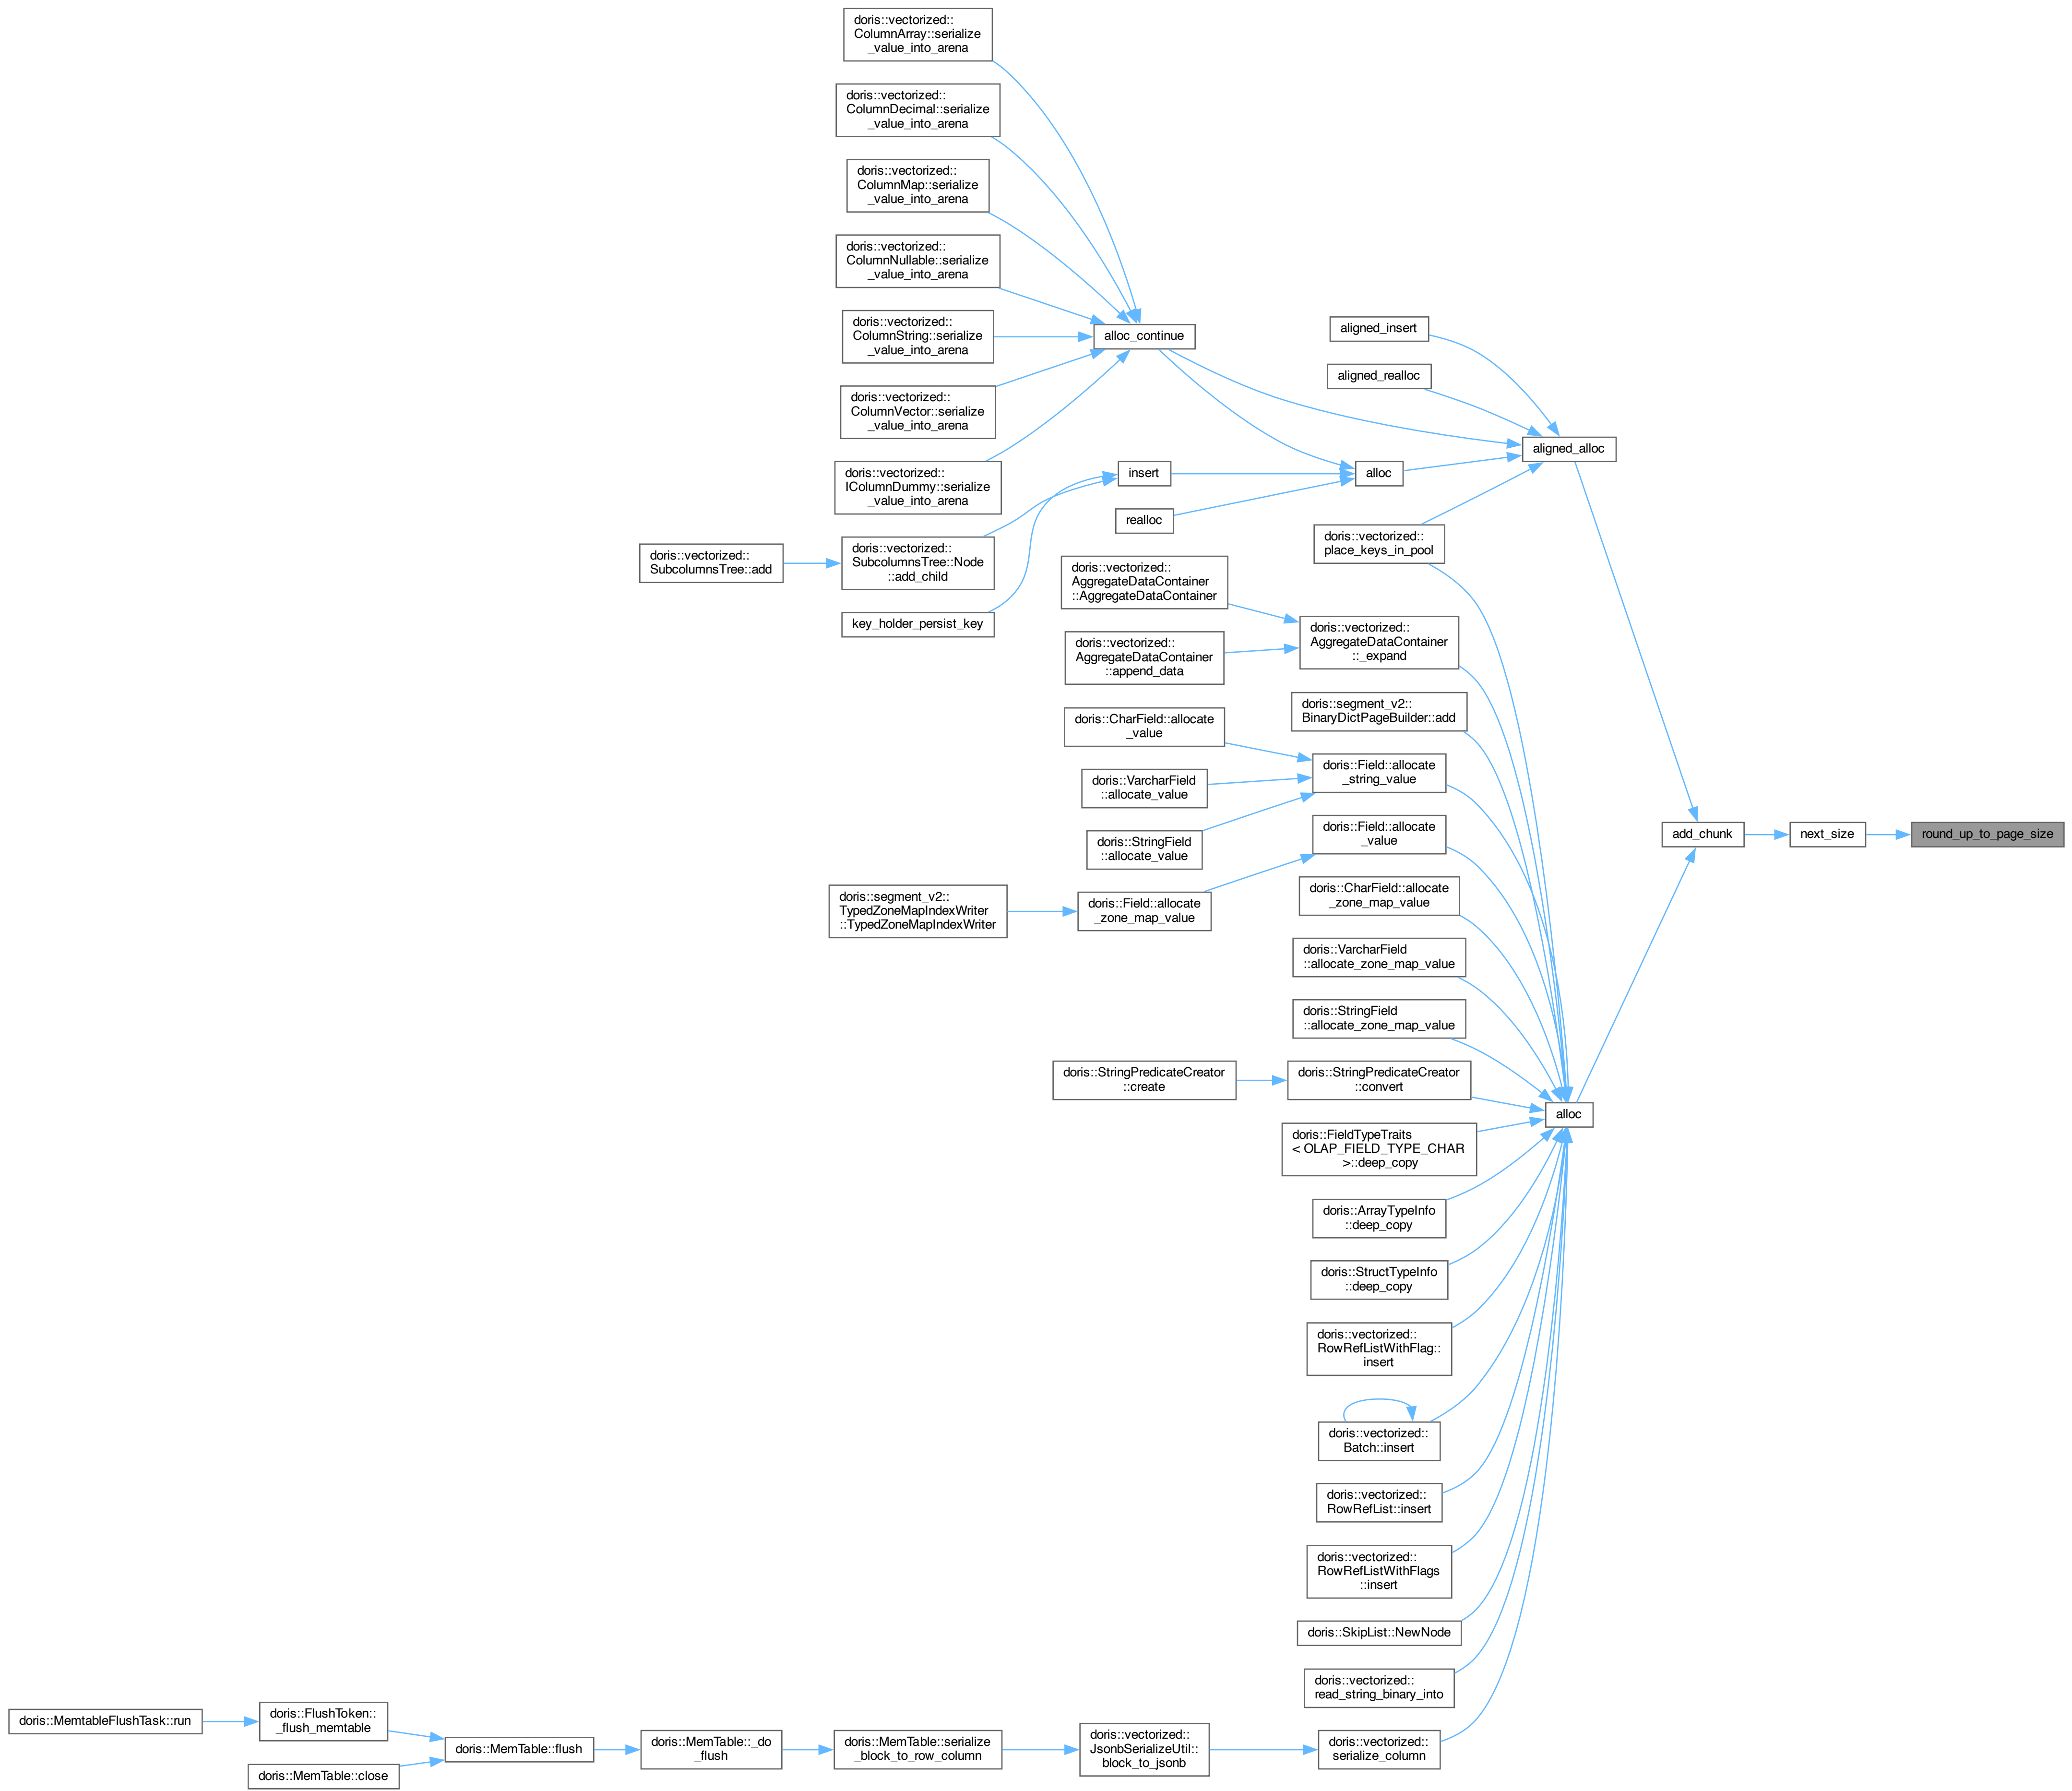 doris::vectorized::
ColumnArray::serialize
_value_into_arena
doris::vectorized::
ColumnDecimal::serialize
_value_into_arena
doris::vectorized::
ColumnMap::serialize
_value_into_arena
doris::vectorized::
ColumnNullable::serialize
_value_into_arena
doris::vectorized::
ColumnString::serialize
_value_into_arena
doris::vectorized::
ColumnVector::serialize
_value_into_arena
doris::vectorized::
IColumnDummy::serialize
_value_into_arena
alloc_continue
aligned_insert
aligned_realloc
aligned_alloc
alloc
insert
realloc
doris::vectorized::
SubcolumnsTree::add
doris::vectorized::
SubcolumnsTree::Node
::add_child
key_holder_persist_key
doris::vectorized::
place_keys_in_pool
doris::vectorized::
AggregateDataContainer
::AggregateDataContainer
doris::vectorized::
AggregateDataContainer
::append_data
doris::vectorized::
AggregateDataContainer
::_expand
doris::segment_v2::
BinaryDictPageBuilder::add
doris::CharField::allocate
_value
doris::VarcharField
::allocate_value
doris::StringField
::allocate_value
doris::Field::allocate
_string_value
doris::Field::allocate
_value
doris::segment_v2::
TypedZoneMapIndexWriter
::TypedZoneMapIndexWriter
doris::Field::allocate
_zone_map_value
doris::CharField::allocate
_zone_map_value
doris::VarcharField
::allocate_zone_map_value
doris::StringField
::allocate_zone_map_value
add_chunk
next_size
round_up_to_page_size
doris::StringPredicateCreator
::create
doris::StringPredicateCreator
::convert
alloc
doris::FieldTypeTraits
< OLAP_FIELD_TYPE_CHAR
>::deep_copy
doris::ArrayTypeInfo
::deep_copy
doris::StructTypeInfo
::deep_copy
doris::vectorized::
RowRefListWithFlag::
insert
doris::vectorized::
Batch::insert
doris::vectorized::
RowRefList::insert
doris::vectorized::
RowRefListWithFlags
::insert
doris::SkipList::NewNode
doris::vectorized::
read_string_binary_into
doris::MemtableFlushTask::run
doris::FlushToken::
_flush_memtable
doris::MemTable::close
doris::MemTable::flush
doris::MemTable::_do
_flush
doris::MemTable::serialize
_block_to_row_column
doris::vectorized::
JsonbSerializeUtil::
block_to_jsonb
doris::vectorized::
serialize_column